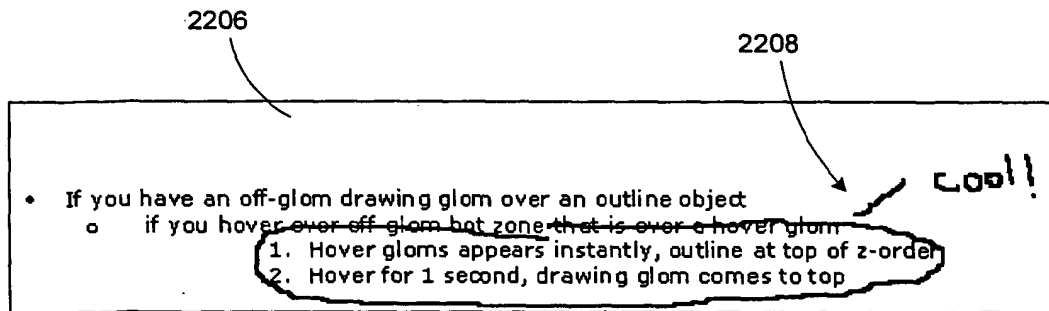 2206
2208
cool!!
• If you have an off-glom drawing glom over an outline object
o if you hover over off glom hot zone that is over a hover glom
1. Hover gloms appears instantly, outline at top of z-order
2. Hover for 1 second, drawing glom comes to top